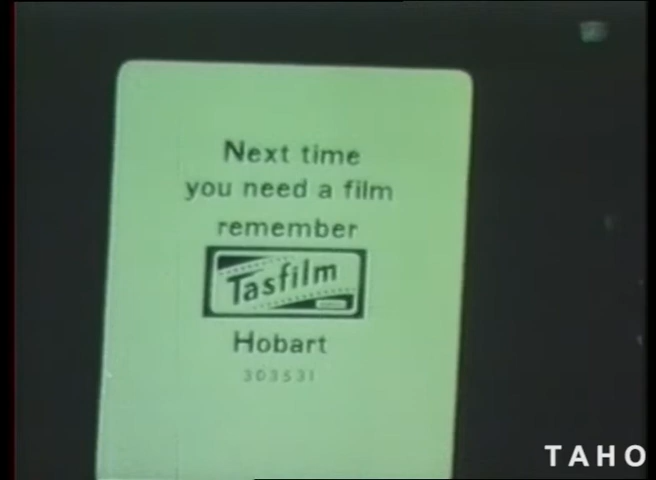 Next time
you need a film
remember
Tasfilm
Hobart
303531
TAHO